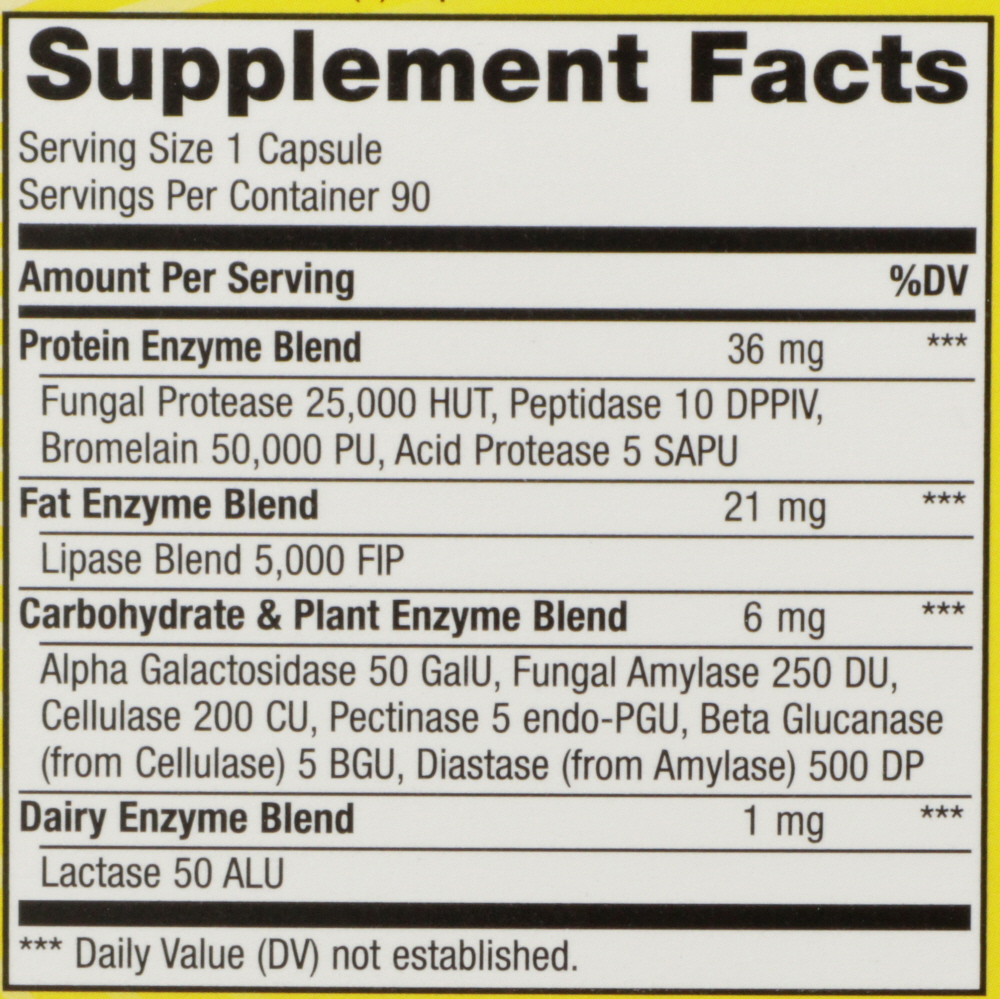 Supplement Facts
Serving Size 1 Capsule
Servings Per Container 90
Amount Per Serving %DV
Protein Enzyme Blend 36 mg ***
Fungal Protease 25,000 HUT, Peptidase 10 DPPIV,
Bromelain 50,000 PU, Acid Protease 5 SAPU
Fat Enzyme Blend 21 mg ***
Lipase Blend 5,000 FIP
Carbohydrate & Plant Enzyme Blend 6 mg ***
Alpha Galactosidase 50 GalU, Fungal Amylase 250 DU,
Cellulase 200 CU, Pectinase 5 endo-PGU, Beta Glucanase
(from Cellulase) 5 BGU, Diastase (from Amylase) 500 DP
Dairy Enzyme Blend 1 mg ***
Lactase 50 ALU
*** Daily Value (DV) not established.